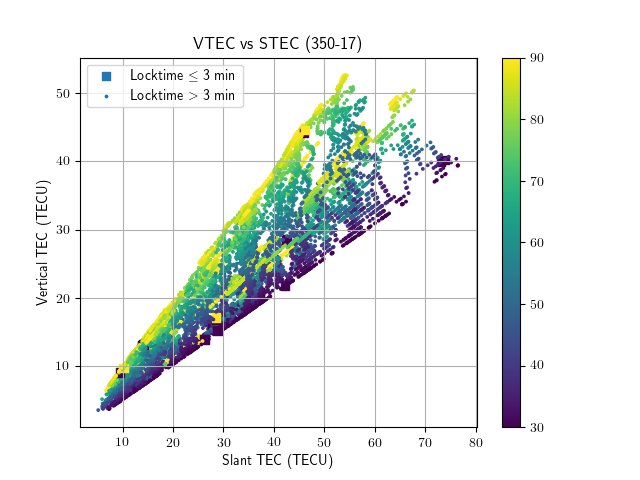 VTEC vs STEC (350-17)
Locktime ≤ 3 min
Locktime > 3 min
50
40
30
20
10
Vertical TEC (TECU)
10 20 30 40 50 60 70 80
Slant TEC (TECU)
90
80
70
60
50
40
30